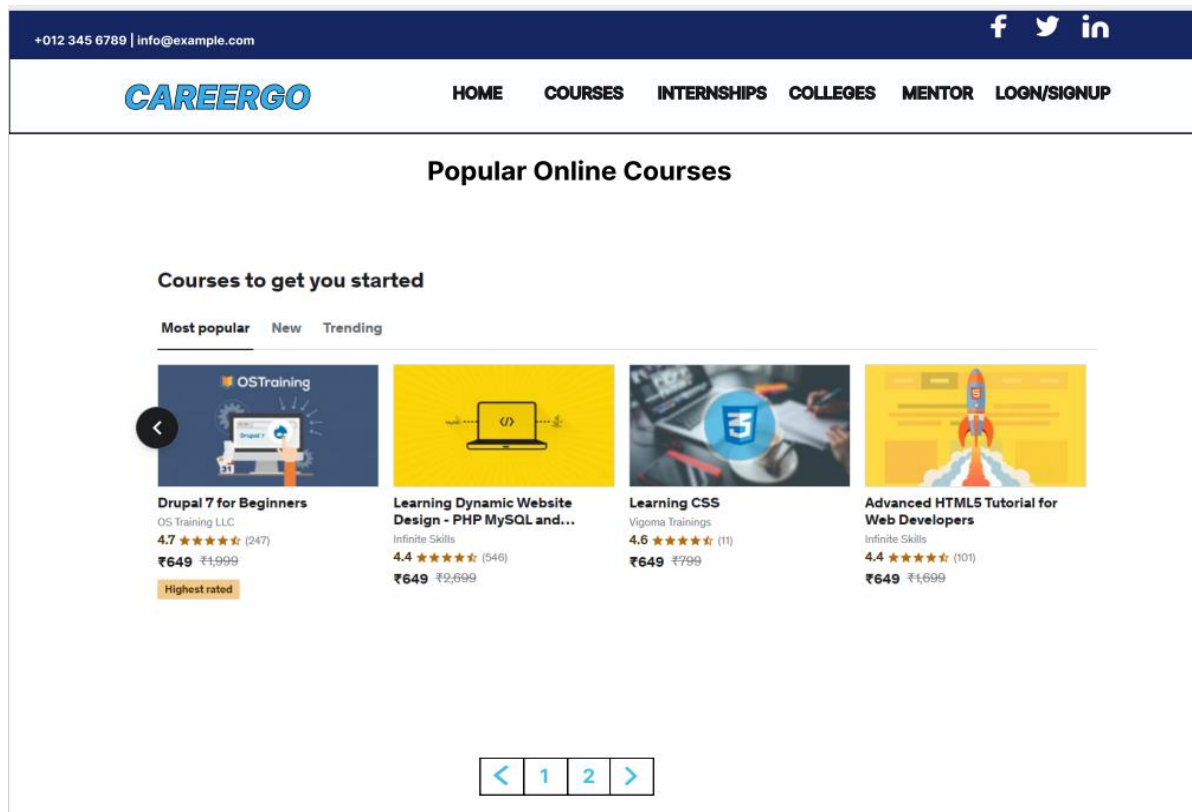 +012 345 6789 | info@example.com
f in
CAREERGO
HOME COURSES INTERNSHIPS COLLEGES MENTOR LOGN/SIGNUP
Popular Online Courses
Courses to get you started
Most popular New Trending
OSTraining
Drupal 7
31
</>
3
5
Drupal 7 for Beginners
OS Training LLC
4.7 (247)
₹649 ₹1,999
Highest rated
Learning Dynamic Website
Design - PHP MySQL and...
Infinite Skills
4.4 (546)
₹649 ₹2,699
Learning CSS
Vigoma Trainings
4.6 (11)
₹649 ₹799
Advanced HTML5 Tutorial for
Web Developers
Infinite Skills
4.4 (101)
₹649 ₹1,699
< 1 2 >